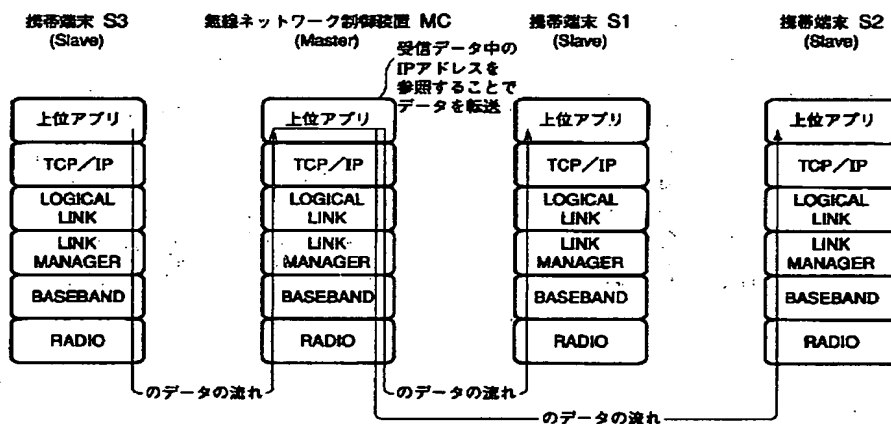 携帯端末 S3
(Slave)
無線ネットワーク制御装置 MC
(Master)
携帯端末 S1
(Slave)
携帯端末 S2
(Slave)
受信データ中の
IPアドレスを
参照することで
データを転送
上位アプリ
TCP/IP
LOGICAL
LINK
LINK
MANAGER
BASEBAND
RADIO
上位アプリ
TCP/IP
LOGICAL
LINK
LINK
MANAGER
BASEBAND
RADIO
上位アプリ
TCP/IP
LOGICAL
LINK
LINK
MANAGER
BASEBAND
RADIO
上位アプリ
TCP/IP
LOGICAL
LINK
LINK
MANAGER
BASEBAND
RADIO
のデータの流れ
のデータの流れ
のデータの流れ